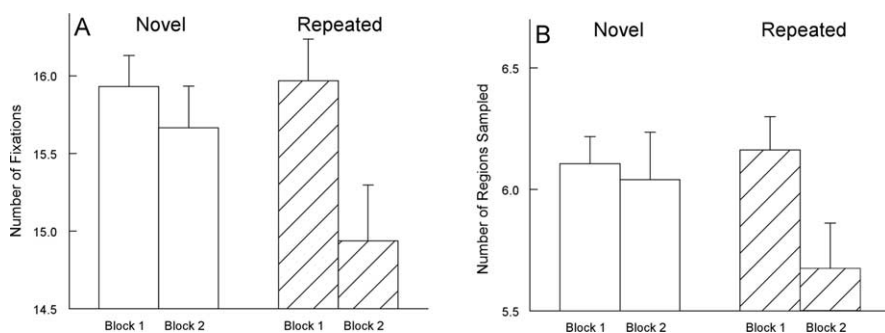 A
Novel
Repeated
Number of Fixations
16.0
15.5
15.0
14.5
Block 1
Block 2
Block 1
Block 2
B
Novel
Repeated
Number of Regions Sampled
6.5
6.0
5.5
Block 1
Block 2
Block 1
Block 2